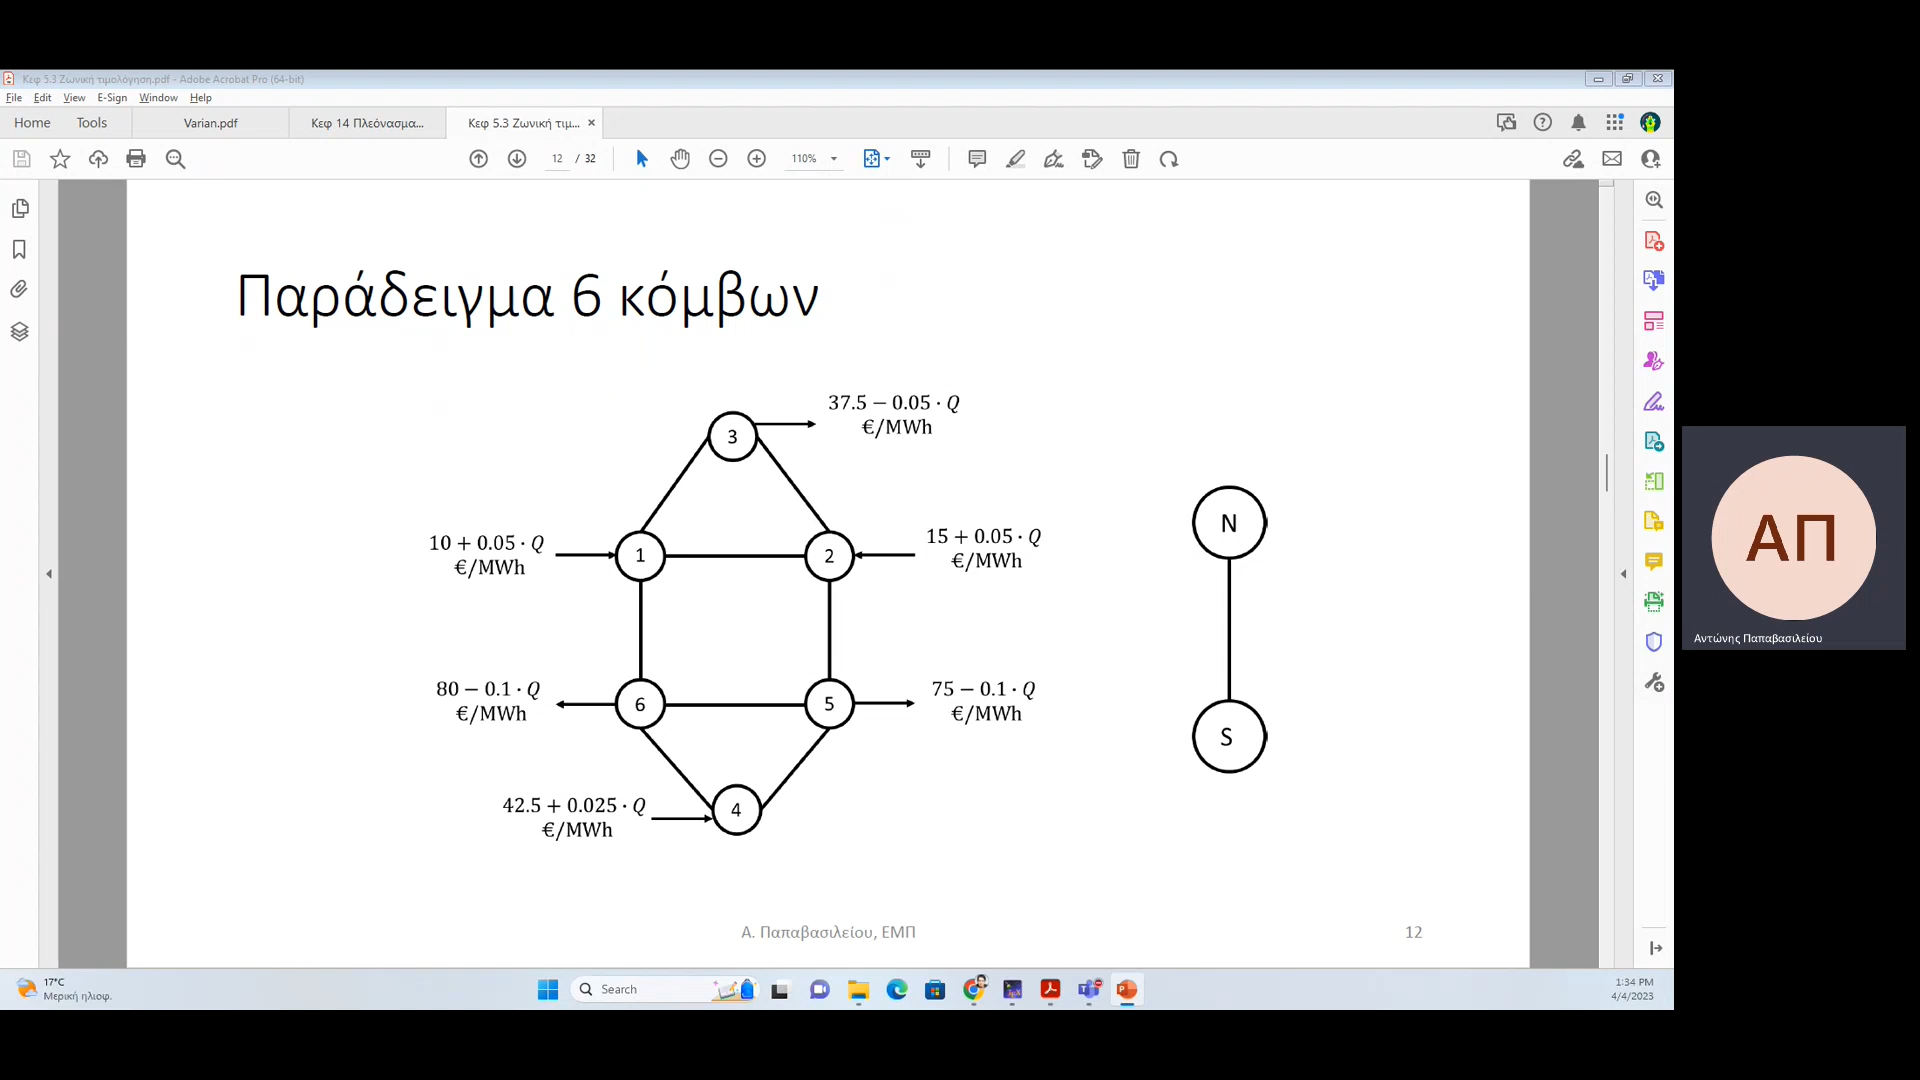 Κεφ 5.3 Ζωνική τιμολόγηση.pdf - Adobe Acrobat Pro (64-bit)
File Edit View E-Sign Window Help
Home Tools Varian.pdf Κεφ 14 Πλεόνασμα... Κεφ 5.3 Ζωνική τιμ... ×
12 / 32 110%
Παράδειγμα 6 κόμβων
37.5 − 0.05 · Q
€/MWh
3
10 + 0.05 · Q
€/MWh
1
2
15 + 0.05 · Q
€/MWh
80 − 0.1 · Q
€/MWh
6
5
75 − 0.1 · Q
€/MWh
42.5 + 0.025 · Q
€/MWh
4
N
S
Α. Παπαβασιλείου, ΕΜΠ
12
ΑΠ
Αντώνης Παπαβασιλείου
17°C
Μερική ηλιοφ.
Search
1:34 PM
4/4/2023